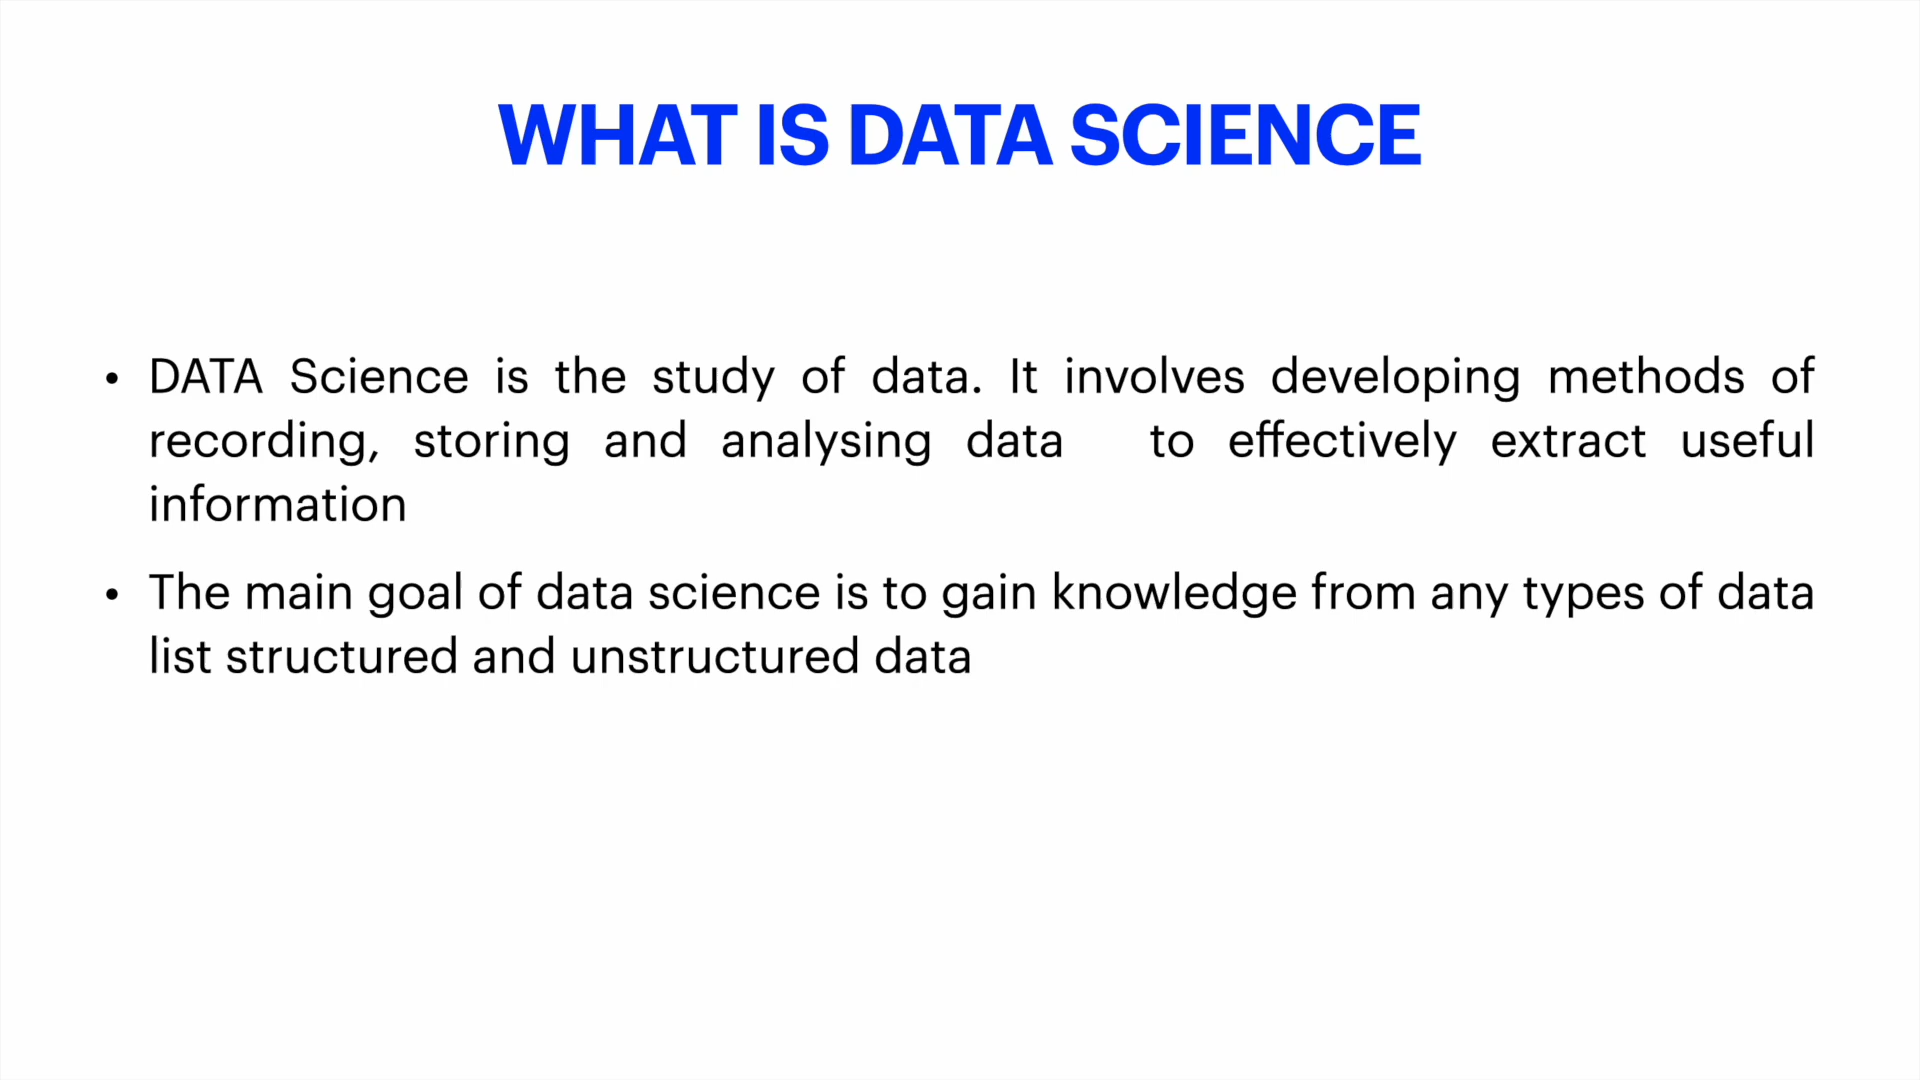 WHAT IS DATA SCIENCE
• DATA Science is the study of data. It involves developing methods of
recording, storing and analysing data to effectively extract useful
information
• The main goal of data science is to gain knowledge from any types of data
list structured and unstructured data